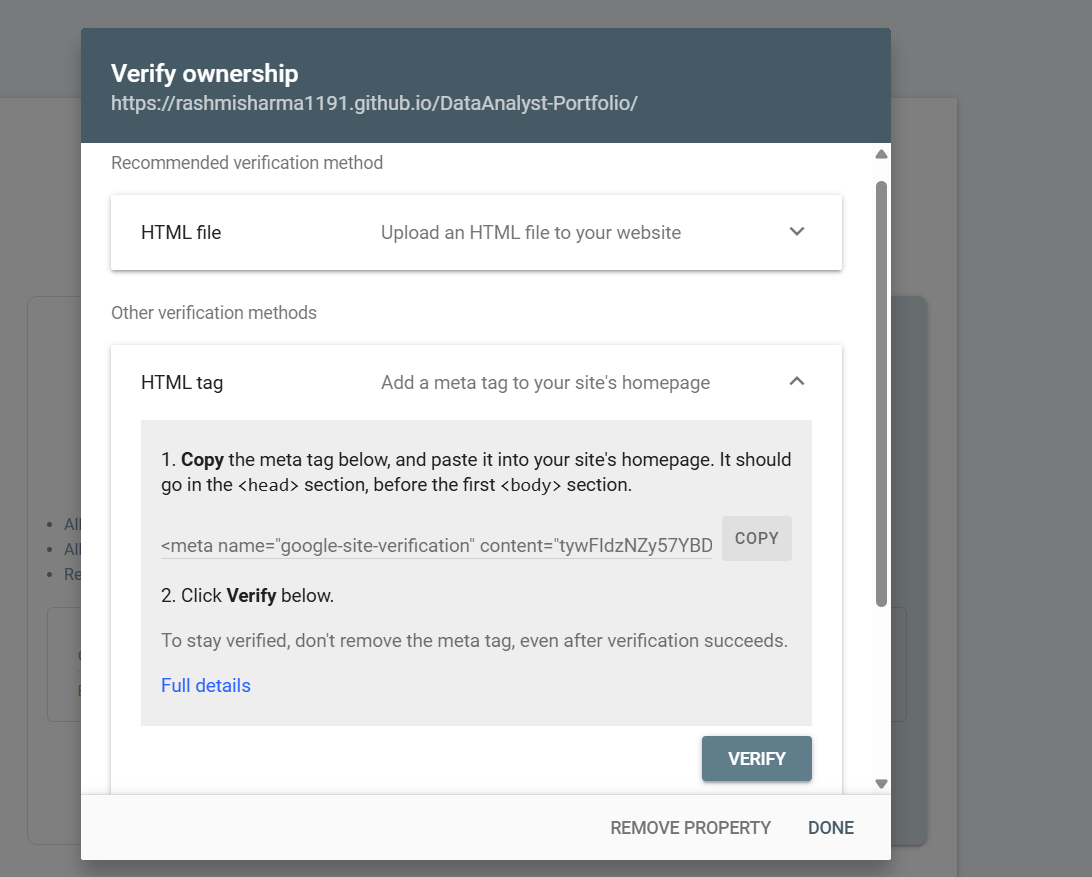 Verify ownership
https://rashmisharma1191.github.io/DataAnalyst-Portfolio/
Recommended verification method
HTML file Upload an HTML file to your website
Other verification methods
HTML tag Add a meta tag to your site's homepage
1. Copy the meta tag below, and paste it into your site's homepage. It should
go in the <head> section, before the first <body> section.
<meta name="google-site-verification" content="tywFIdzNZy57YBD
COPY
2. Click Verify below.
To stay verified, don't remove the meta tag, even after verification succeeds.
Full details
VERIFY
REMOVE PROPERTY DONE